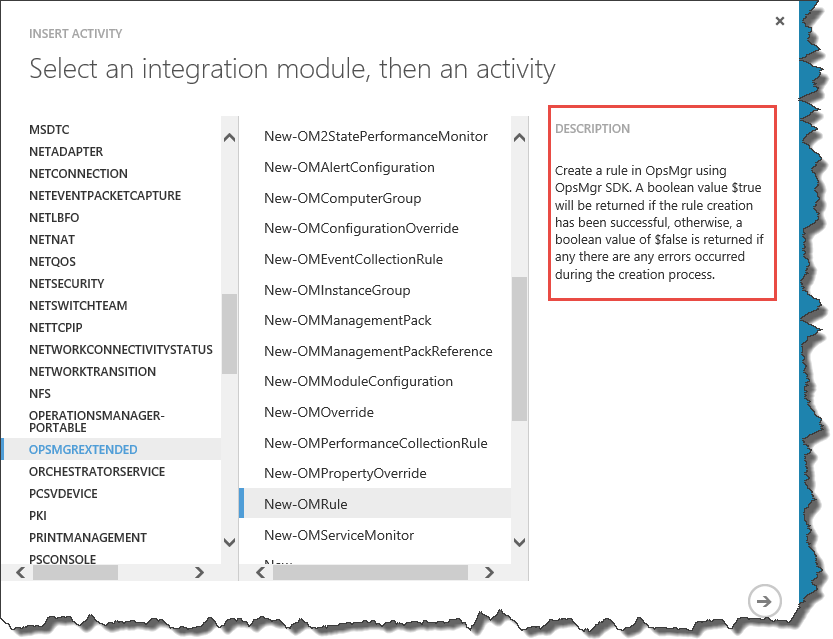 INSERT ACTIVITY
Select an integration module, then an activity
MSDTC
NETADAPTER
NETCONNECTION
NETEVENTPACKETCAPTURE
NETLBFO
NETNAT
NETQOS
NETSECURITY
NETSWITCHTEAM
NETTCPIP
NETWORKCONNECTIVITYSTATUS
NETWORKTRANSITION
NFS
OPERATIONSMANAGER-
PORTABLE
OPSMGREXTENDED
ORCHESTRATORSERVICE
PCSVDEVICE
PKI
PRINTMANAGEMENT
PSCONSOLE
New-OM2StatePerformanceMonitor
New-OMAlertConfiguration
New-OMComputerGroup
New-OMConfigurationOverride
New-OMEventCollectionRule
New-OMInstanceGroup
New-OMManagementPack
New-OMManagementPackReference
New-OMModuleConfiguration
New-OMOverride
New-OMPerformanceCollectionRule
New-OMPropertyOverride
New-OMRule
New-OMServiceMonitor
DESCRIPTION
Create a rule in OpsMgr using
OpsMgr SDK. A boolean value $true
will be returned if the rule creation
has been successful, otherwise, a
boolean value of $false is returned if
any there are any errors occurred
during the creation process.